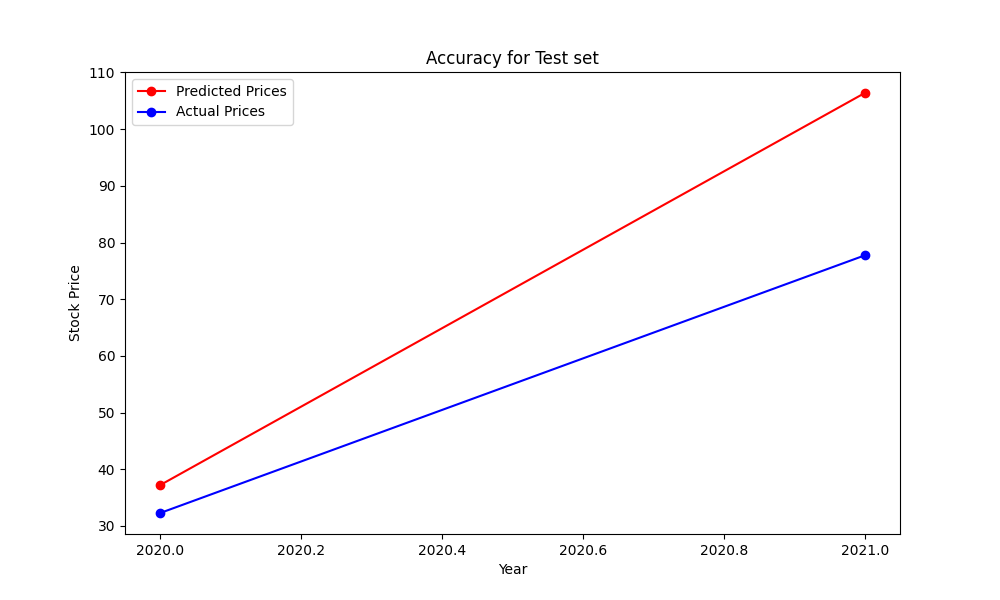 Accuracy for Test set
Predicted Prices
Actual Prices
110
100
90
80
70
60
50
40
30
Stock Price
2020.0 2020.2 2020.4 2020.6 2020.8 2021.0
Year